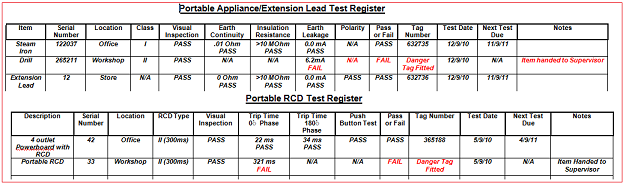 Portable Appliance/Extension Lead Test Register
Item Serial Number Location Class Visual Inspection Earth Continuity Insulation Resistance Earth Leakage Polarity Pass or Fail Tag Number Test Date Next Test Due Notes
Steam Iron 122037 Office I PASS .01 Ohm PASS >10 MOhm PASS 0.0 mA PASS N/A PASS 632735 12/9/10 11/9/11
Drill 265211 Workshop II PASS N/A N/A 6.2mA FAIL N/A FAIL Danger Tag Fitted 12/9/10 N/A Item handed to Supervisor
Extension Lead 12 Store N/A PASS 0 Ohm PASS >10 MOhm PASS 0.0 mA PASS PASS PASS 632736 12/9/10 11/9/11
Portable RCD Test Register
Description Serial Number Location RCD Type Visual Inspection Trip Time 0° Phase Trip Time 180° Phase Push Button Test Pass or Fail Tag Number Test Date Next Test Due Notes
4 outlet Powerboard with RCD 42 Office II (300ms) PASS 22 ms PASS 34 ms PASS PASS PASS 365188 5/9/10 4/9/11
Portable RCD 33 Workshop II (300ms) PASS 321 ms FAIL N/A N/A FAIL Danger Tag Fitted 5/9/10 N/A Item Handed to Supervisor